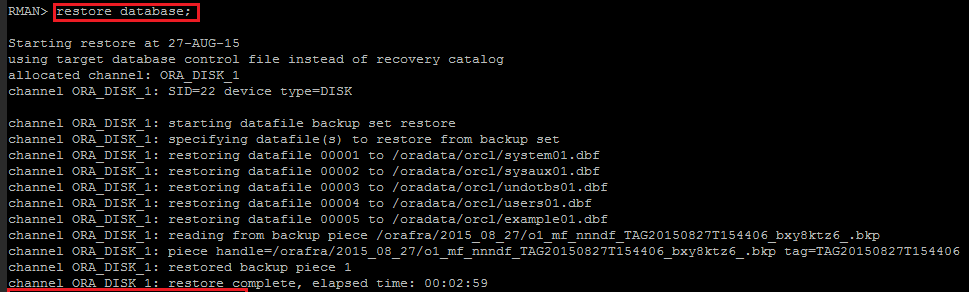 RMAN> restore database;
Starting restore at 27-AUG-15
using target database control file instead of recovery catalog
allocated channel: ORA_DISK_1
channel ORA_DISK_1: SID=22 device type=DISK
channel ORA_DISK_1: starting datafile backup set restore
channel ORA_DISK_1: specifying datafile(s) to restore from backup set
channel ORA_DISK_1: restoring datafile 00001 to /oradata/orcl/system01.dbf
channel ORA_DISK_1: restoring datafile 00002 to /oradata/orcl/sysaux01.dbf
channel ORA_DISK_1: restoring datafile 00003 to /oradata/orcl/undotbs01.dbf
channel ORA_DISK_1: restoring datafile 00004 to /oradata/orcl/users01.dbf
channel ORA_DISK_1: restoring datafile 00005 to /oradata/orcl/example01.dbf
channel ORA_DISK_1: reading from backup piece /orafra/2015_08_27/o1_mf_nnndf_TAG20150827T154406_bxy8ktz6_.bkp
channel ORA_DISK_1: piece handle=/orafra/2015_08_27/o1_mf_nnndf_TAG20150827T154406_bxy8ktz6_.bkp tag=TAG20150827T154406
channel ORA_DISK_1: restored backup piece 1
channel ORA_DISK_1: restore complete, elapsed time: 00:02:59